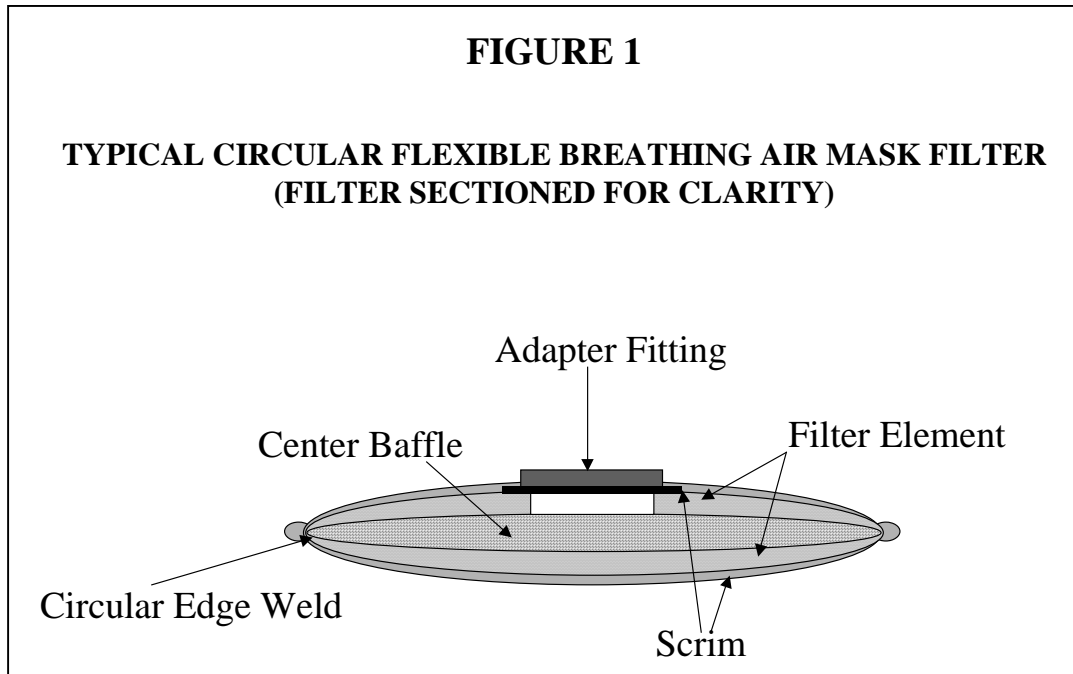 FIGURE 1
TYPICAL CIRCULAR FLEXIBLE BREATHING AIR MASK FILTER
(FILTER SECTIONED FOR CLARITY)
Adapter Fitting
Center Baffle
Filter Element
Circular Edge Weld
Scrim